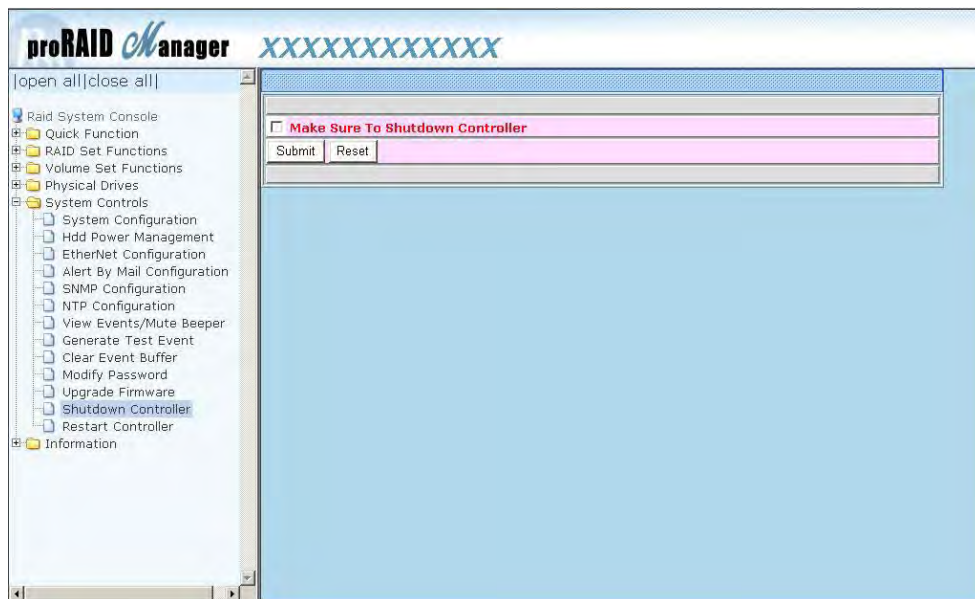 proRAID Manager XXXXXXXXXXXX
|open all|close all|
Raid System Console
Quick Function
RAID Set Functions
Volume Set Functions
Physical Drives
System Controls
System Configuration
Hdd Power Management
EtherNet Configuration
Alert By Mail Configuration
SNMP Configuration
NTP Configuration
View Events/Mute Beeper
Generate Test Event
Clear Event Buffer
Modify Password
Upgrade Firmware
Shutdown Controller
Restart Controller
Information
Make Sure To Shutdown Controller
Submit Reset